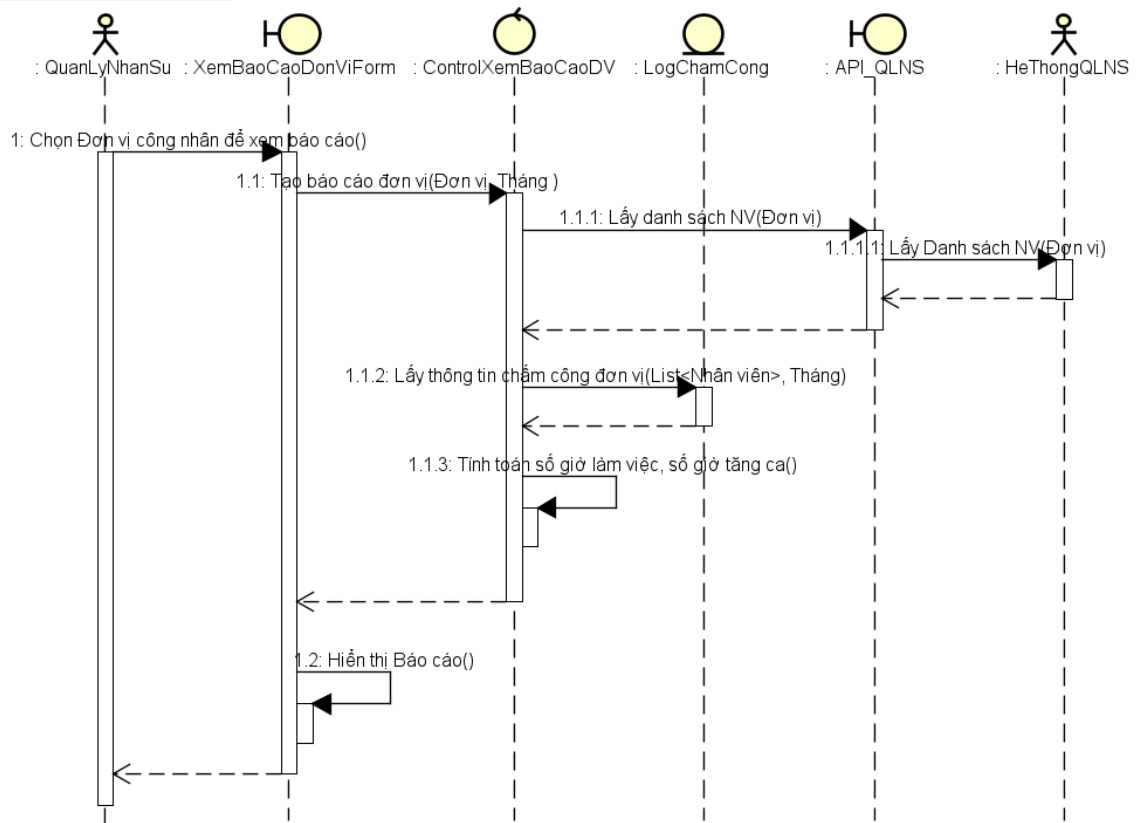 : QuanLyNhanSu
: XemBaoCaoDonViForm
: ControlXemBaoCaoDV
: LogChamCong
: API_QLNS
: HeThongQLNS
1: Chọn Đơn vị công nhân để xem báo cáo()
1.1: Tạo báo cáo đơn vị(Đơn vị, Tháng )
1.1.1: Lấy danh sách NV(Đơn vị)
1.1.1.1: Lấy Danh sách NV(Đơn vị)
1.1.2: Lấy thông tin chấm công đơn vị(List<Nhân viên>, Tháng)
1.1.3: Tính toán số giờ làm việc, số giờ tăng ca()
1.2: Hiển thị Báo cáo()